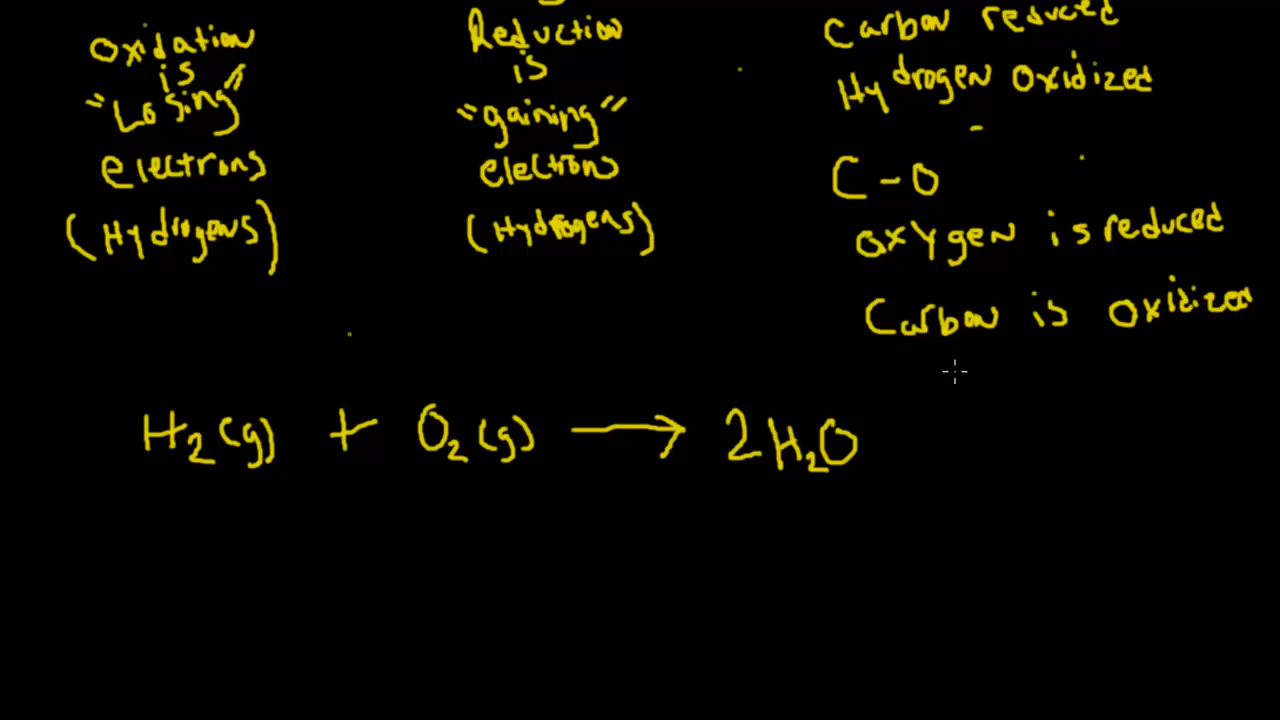 Oxidation
is
"Losing"
electrons
(Hydrogens)
Reduction
is
"gaining"
electron
(Hydrogens)
Carbon reduced
Hydrogen oxidized
C-O
oxygen is reduced
Carbon is oxidized
H₂(g) + O₂(g) → 2H₂O